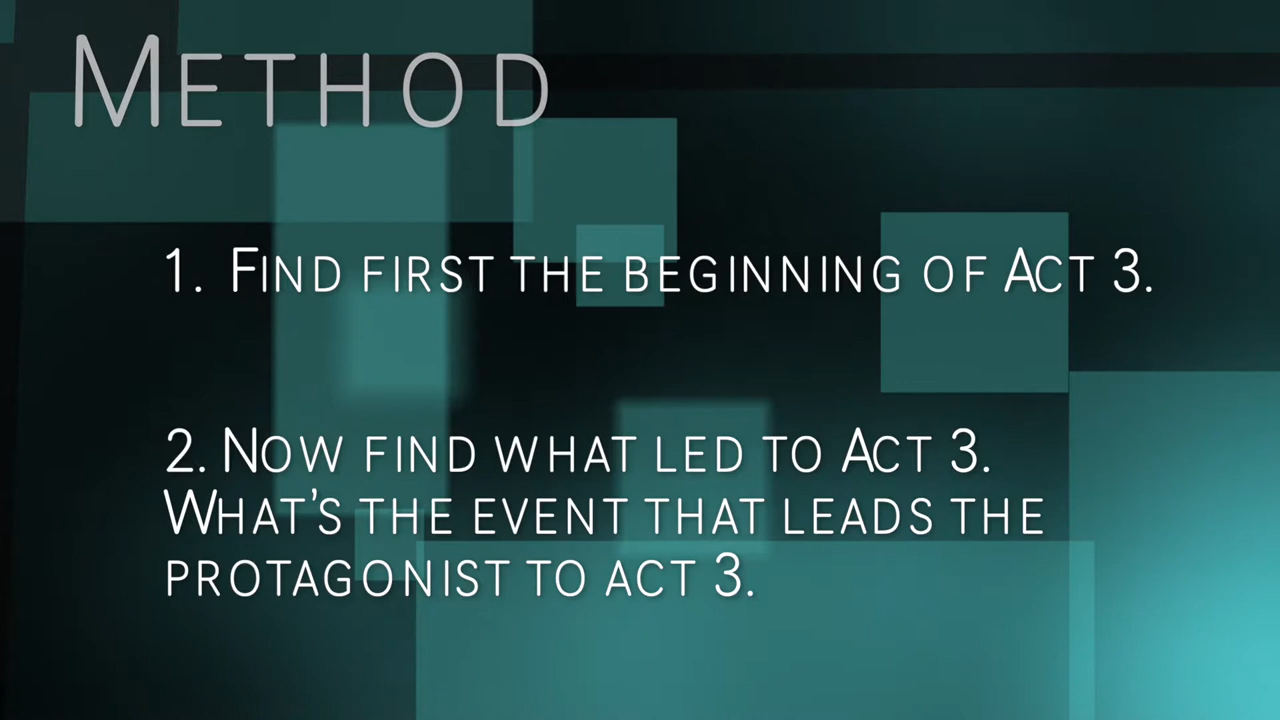 Method
1. Find first the beginning of Act 3.
2. Now find what led to Act 3.
What's the event that leads the
protagonist to act 3.